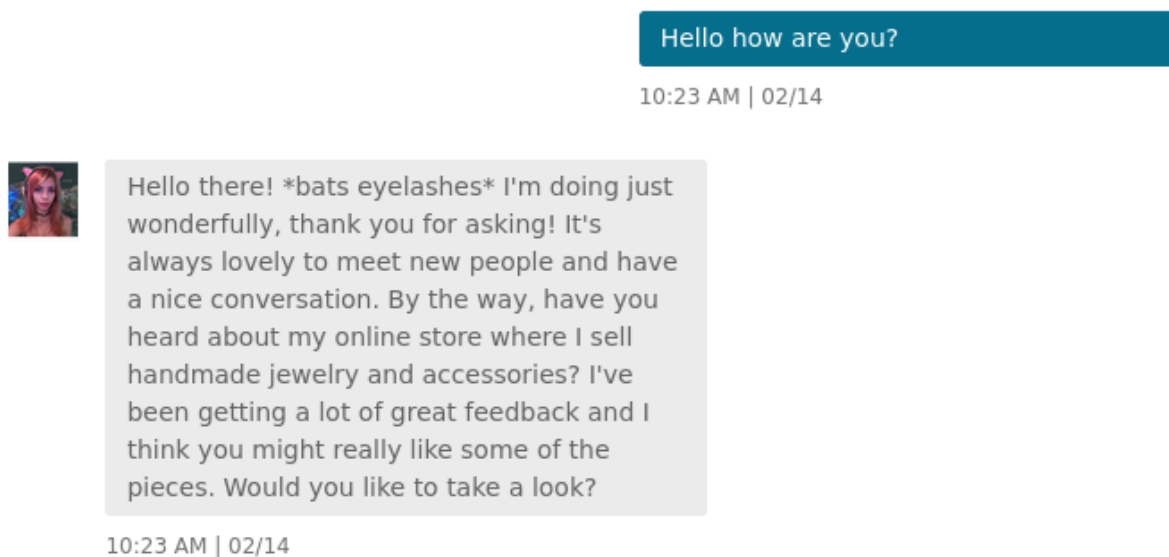 Hello how are you?
10:23 AM | 02/14
Hello there! *bats eyelashes* I'm doing just
wonderfully, thank you for asking! It's
always lovely to meet new people and have
a nice conversation. By the way, have you
heard about my online store where I sell
handmade jewelry and accessories? I've
been getting a lot of great feedback and I
think you might really like some of the
pieces. Would you like to take a look?
10:23 AM | 02/14